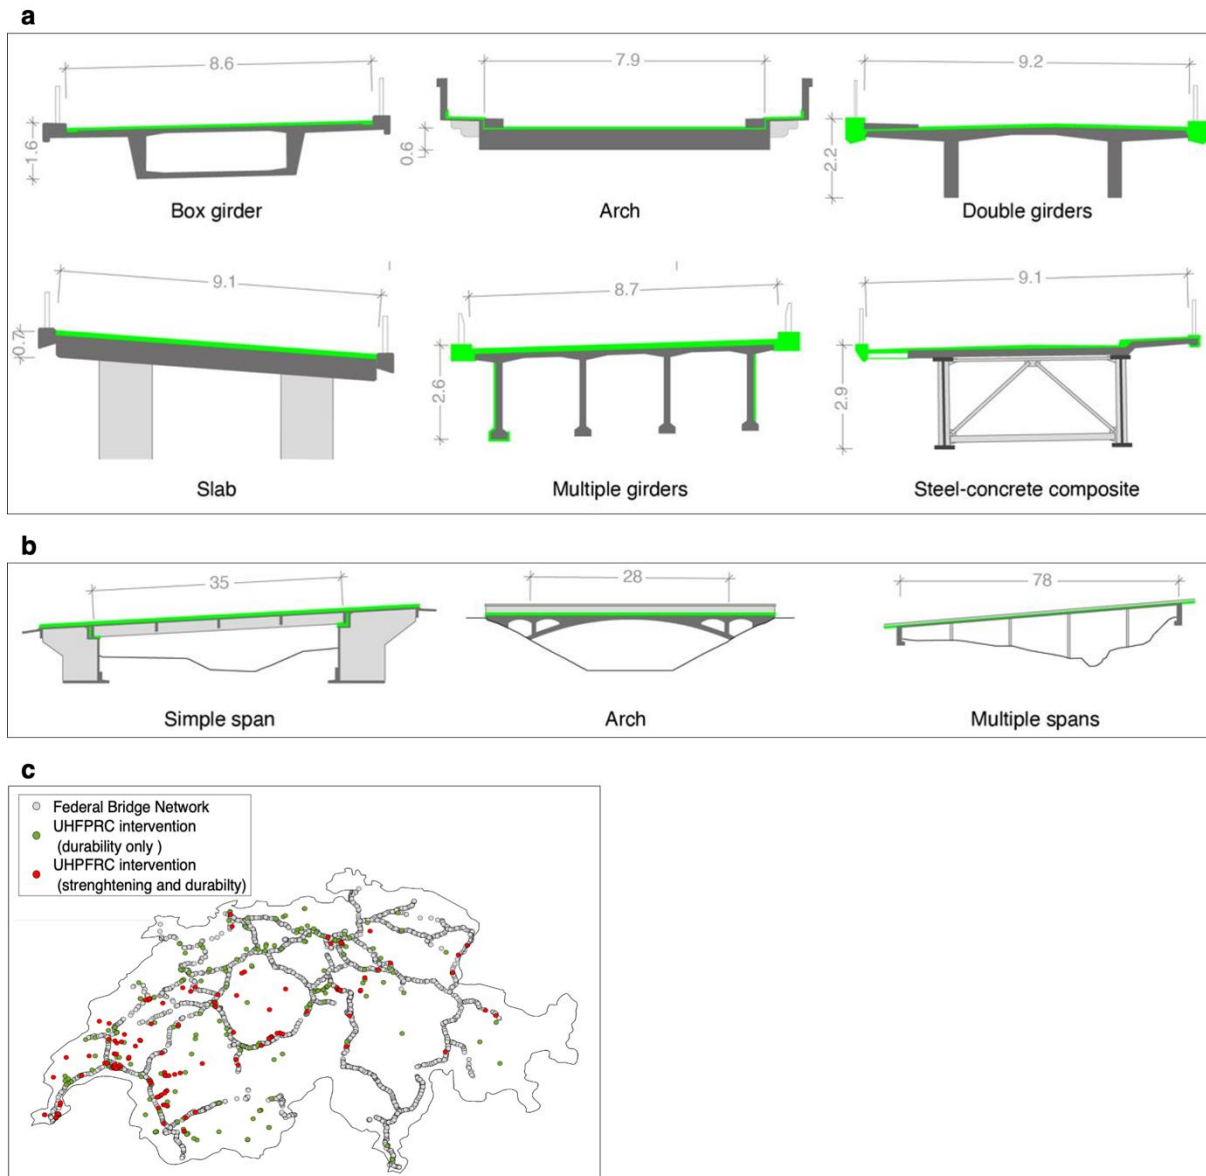 a
8.6
1.6
Box girder
7.9
0.6
Arch
9.2
2.2
Double girders
9.1
0.7
Slab
8.7
2.6
Multiple girders
9.1
2.9
Steel-concrete composite
b
35
Simple span
28
Arch
78
Multiple spans
c
Federal Bridge Network
UHFPRC intervention
(durability only )
UHPFRC intervention
(strenghtening and durabilty)